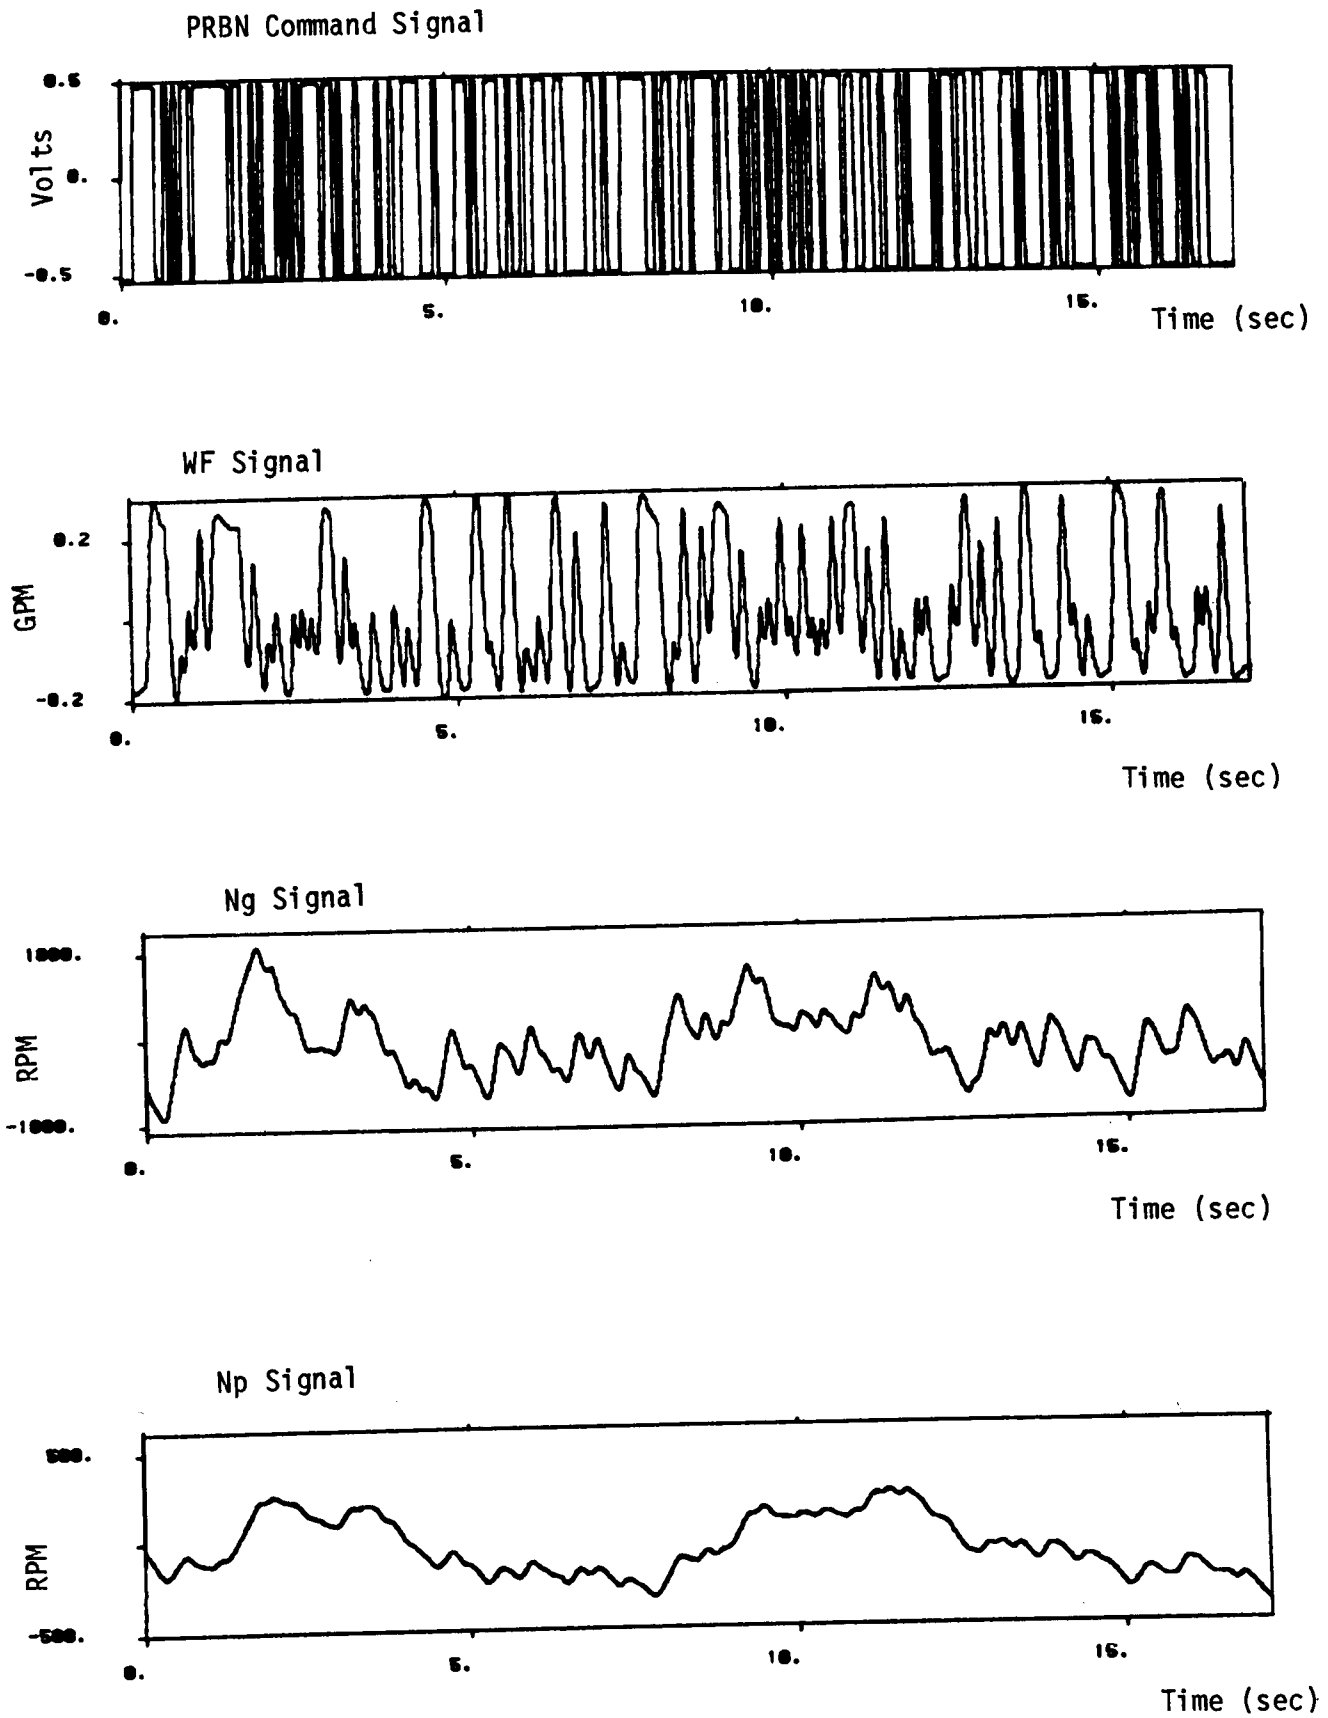 PRBN Command Signal
0.5
Volts
0.
-0.5
0. 5. 10. 15.
Time (sec)
WF Signal
0.2
GPM
-0.2
0. 5. 10. 15.
Time (sec)
Ng Signal
1000.
RPM
-1000.
0. 5. 10. 15.
Time (sec)
Np Signal
500.
RPM
-500.
0. 5. 10. 15.
Time (sec)